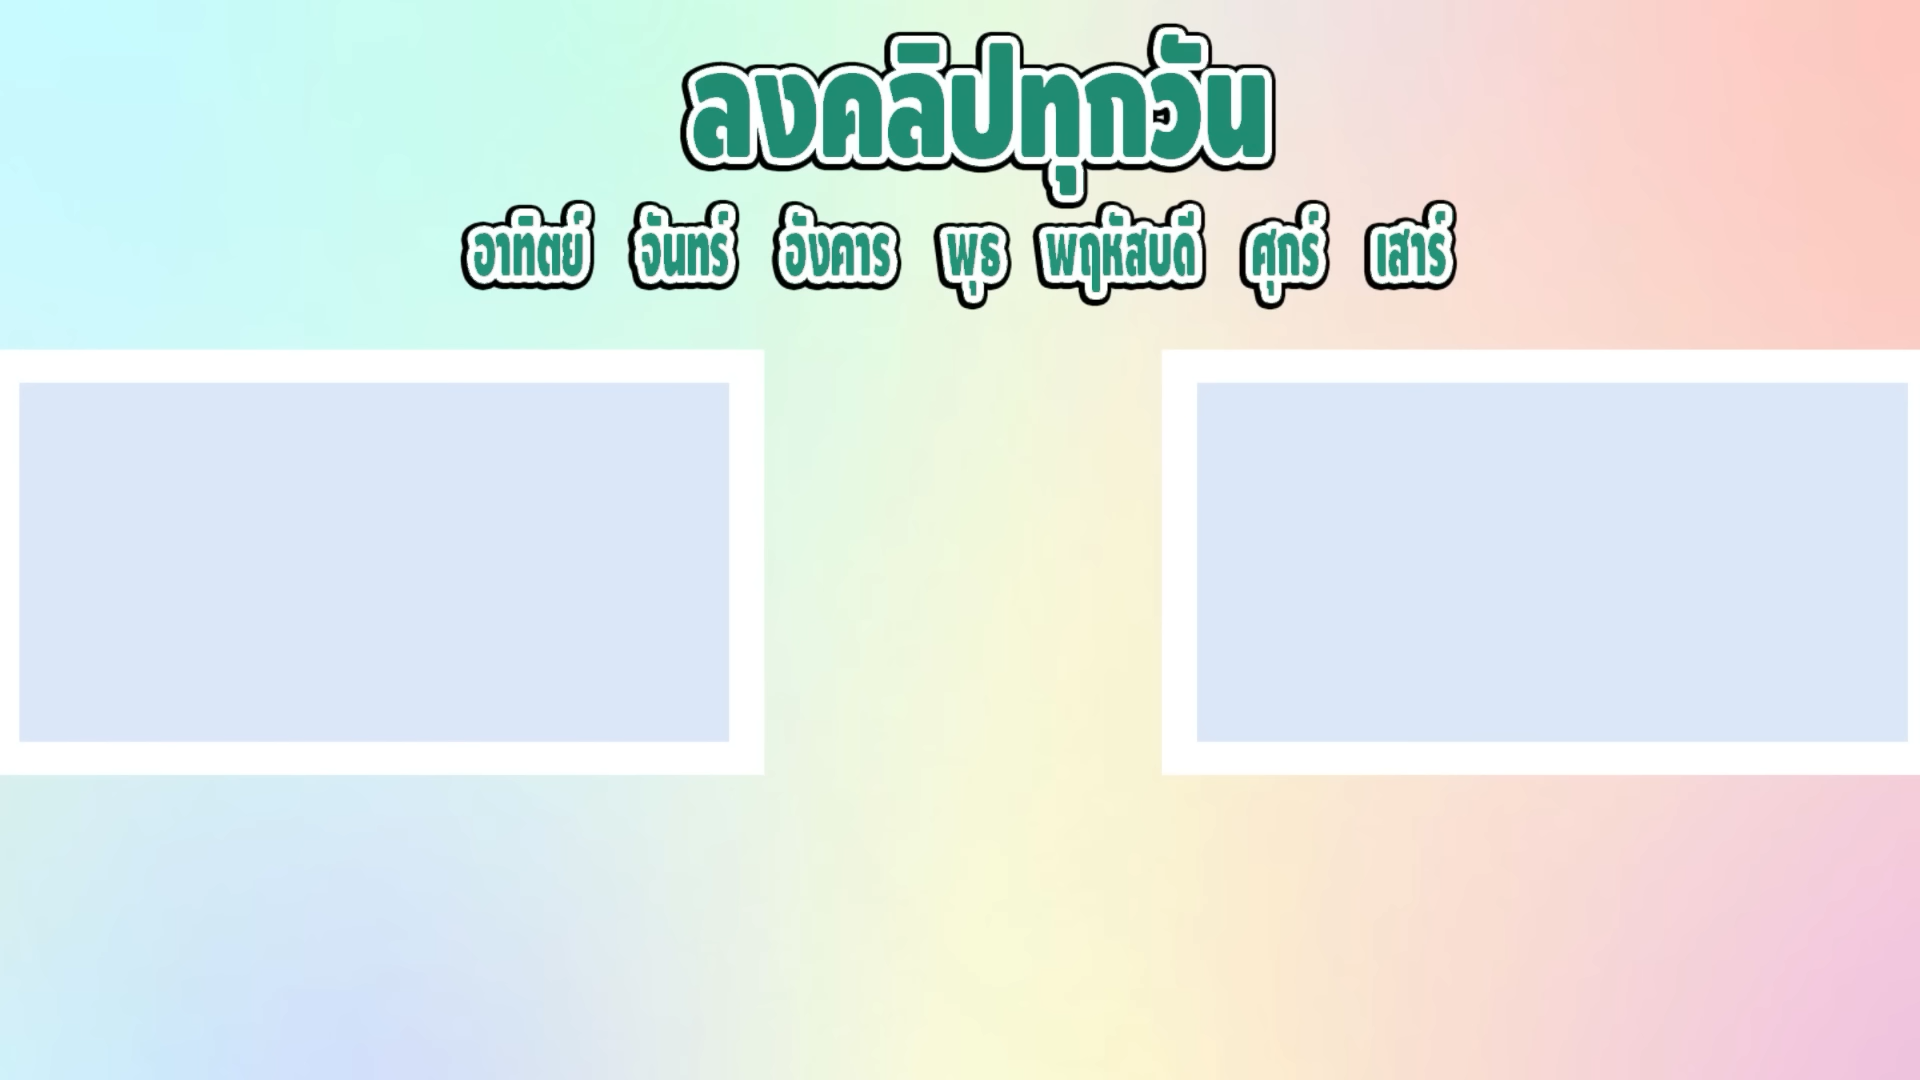 ลงคลิปทุกวัน
อาทิตย์ จันทร์ อังคาร พุธ พฤหัสบดี ศุกร์ เสาร์